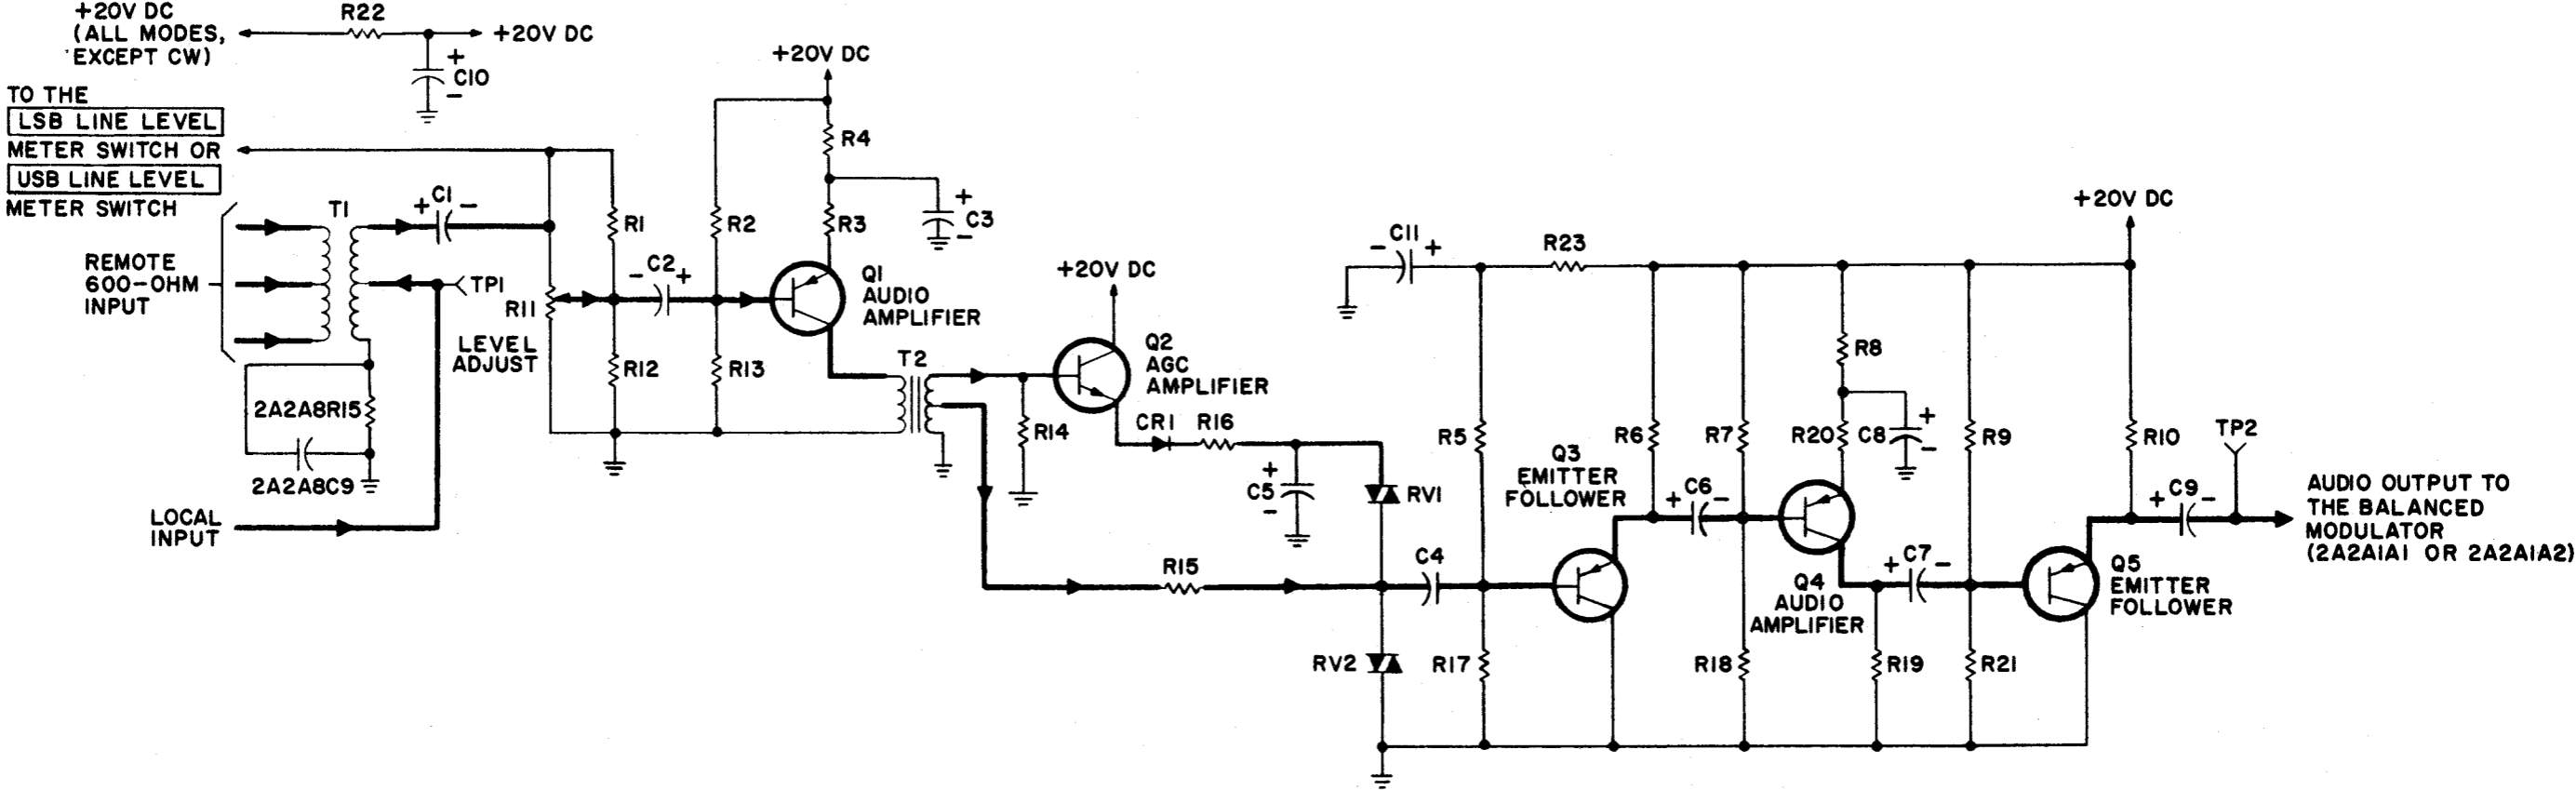 +20V DC
(ALL MODES,
EXCEPT CW)
R22
+20V DC
+
C10
-
TO THE
LSB LINE LEVEL
METER SWITCH OR
USB LINE LEVEL
METER SWITCH
REMOTE
600-OHM
INPUT
T1
+ C1 -
TP1
2A2A8R15
2A2A8C9
LOCAL
INPUT
R11
LEVEL
ADJUST
R1
R12
- C2 +
R2
R13
+20V DC
R4
R3
+
C3
-
Q1
AUDIO
AMPLIFIER
T2
R14
+20V DC
Q2
AGC
AMPLIFIER
CR1
R16
+
C5
-
RV1
R15
RV2
C4
- C11 +
R23
R5
R17
Q3
EMITTER
FOLLOWER
R6
+ C6 -
R7
R18
R8
R20
C8
+
-
Q4
AUDIO
AMPLIFIER
+ C7 -
R19
R9
R21
+20V DC
R10
Q5
EMITTER
FOLLOWER
+ C9 -
TP2
AUDIO OUTPUT TO
THE BALANCED
MODULATOR
(2A2A1A1 OR 2A2A1A2)